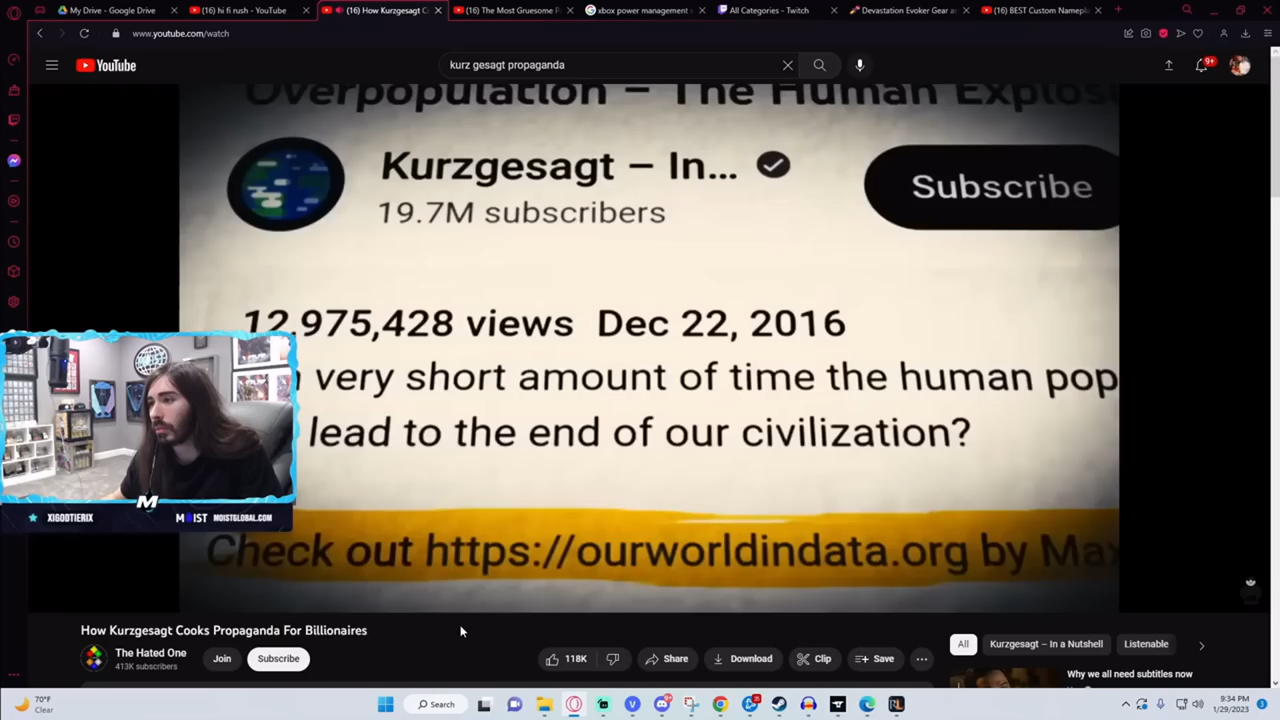 My Drive - Google Drive
(16) hi fi rush - YouTube
(16) How Kurzgesagt C
(16) The Most Gruesome P
xbox power management s
All Categories - Twitch
Devastation Evoker Gear a
(16) BEST Custom Namepla
www.youtube.com/watch
YouTube
kurz gesagt propaganda
9+
Overpopulation – The Human Explos
Kurzgesagt – In...
19.7M subscribers
Subscribe
12,975,428 views Dec 22, 2016
very short amount of time the human pop
lead to the end of our civilization?
Check out https://ourworldindata.org by Max
M
XIGODTIERIX
MOIST
MOISTGLOBAL.COM
How Kurzgesagt Cooks Propaganda For Billionaires
The Hated One
413K subscribers
Join
Subscribe
118K
Share
Download
Clip
Save
All
Kurzgesagt – In a Nutshell
Listenable
Why we all need subtitles now
70°F
Clear
Search
9:34 PM
1/29/2023